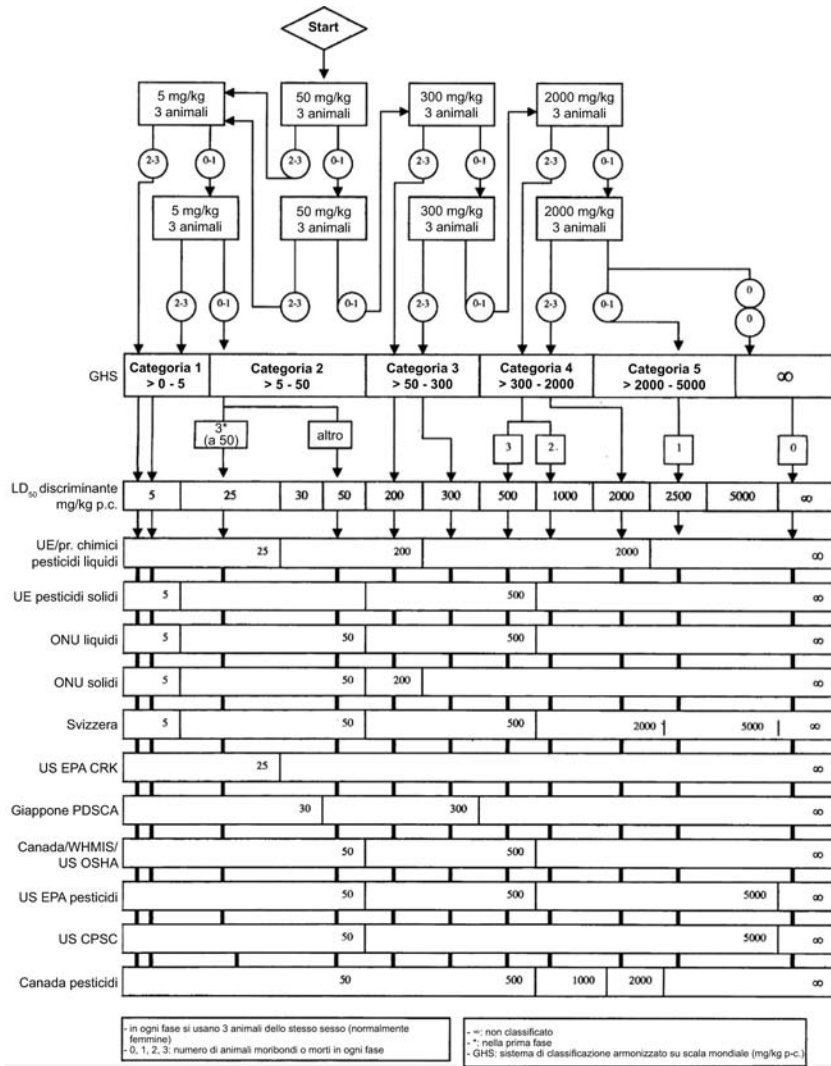 Start
5 mg/kg
3 animali
50 mg/kg
3 animali
300 mg/kg
3 animali
2000 mg/kg
3 animali
2-3
0-1
2-3
0-1
2-3
0-1
2-3
0-1
5 mg/kg
3 animali
50 mg/kg
3 animali
300 mg/kg
3 animali
2000 mg/kg
3 animali
2-3
0-1
2-3
0-1
2-3
0-1
2-3
0-1
0
0
GHS
Categoria 1
> 0 - 5
Categoria 2
> 5 - 50
Categoria 3
> 50 - 300
Categoria 4
> 300 - 2000
Categoria 5
> 2000 - 5000
∞
3*
(a 50)
altro
3
2.
1
0
LD50 discriminante
mg/kg p.c.
5 25 30 50 200 300 500 1000 2000 2500 5000 ∞
UE/pr. chimici
pesticidi liquidi
25 200 2000 ∞
UE pesticidi solidi 5 500 ∞
ONU liquidi 5 50 500 ∞
ONU solidi 5 50 200 ∞
Svizzera 5 50 500 2000 5000 ∞
US EPA CRK 25 ∞
Giappone PDSCA 30 300 ∞
Canada/WHMIS/
US OSHA
50 500 ∞
US EPA pesticidi 50 500 5000 ∞
US CPSC 50 5000 ∞
Canada pesticidi 50 500 1000 2000 ∞
- in ogni fase si usano 3 animali dello stesso sesso (normalmente
femmine)
- 0, 1, 2, 3: numero di animali moribondi o morti in ogni fase
- ∞: non classificato
- *: nella prima fase
- GHS: sistema di classificazione armonizzato su scala mondiale (mg/kg p-c.)